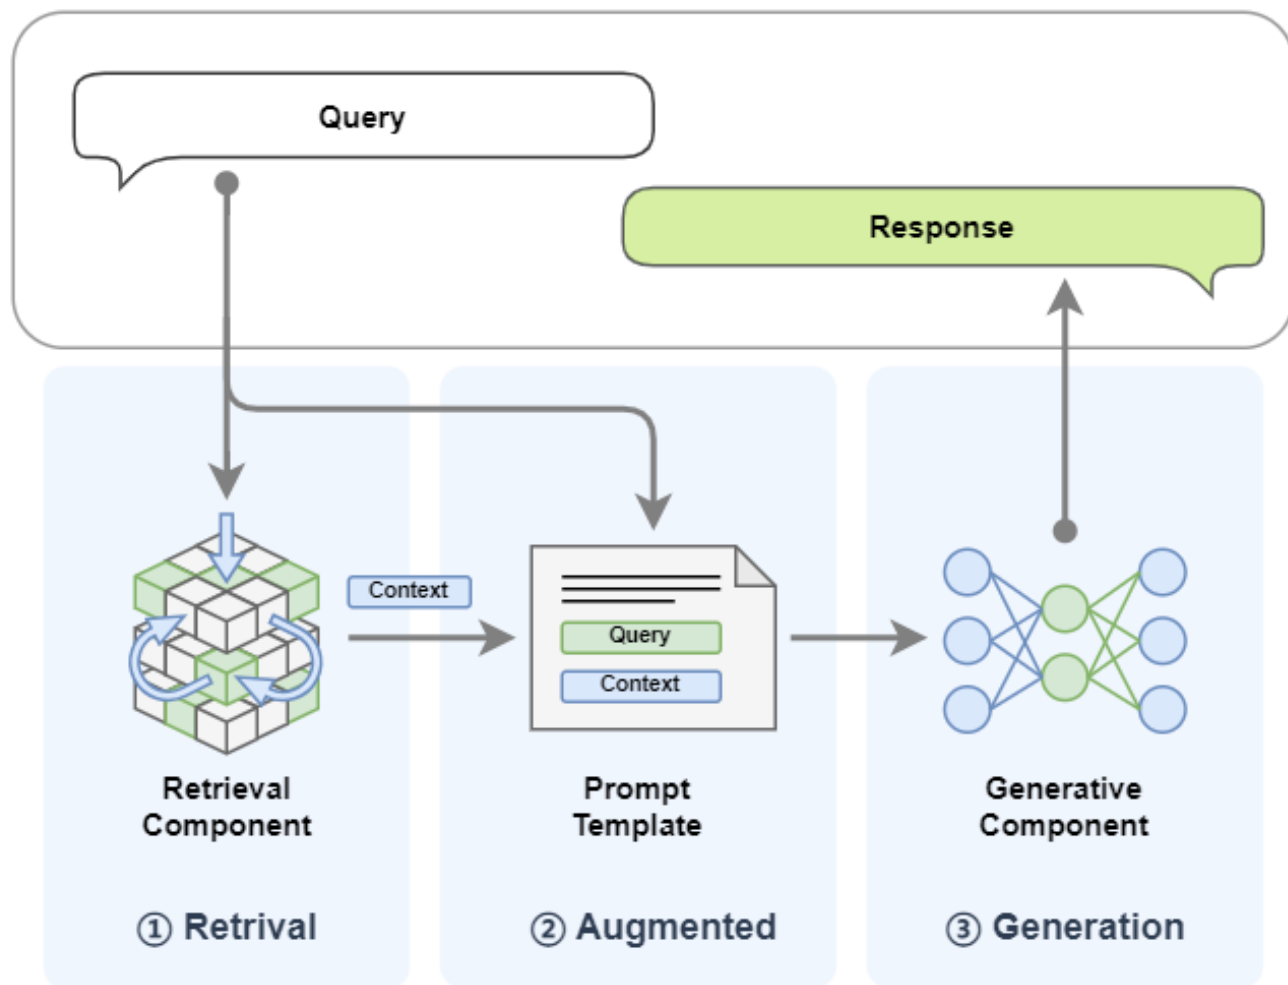 Query
Response
Context
Query
Context
Retrieval
Component
Prompt
Template
Generative
Component
① Retrival
② Augmented
③ Generation